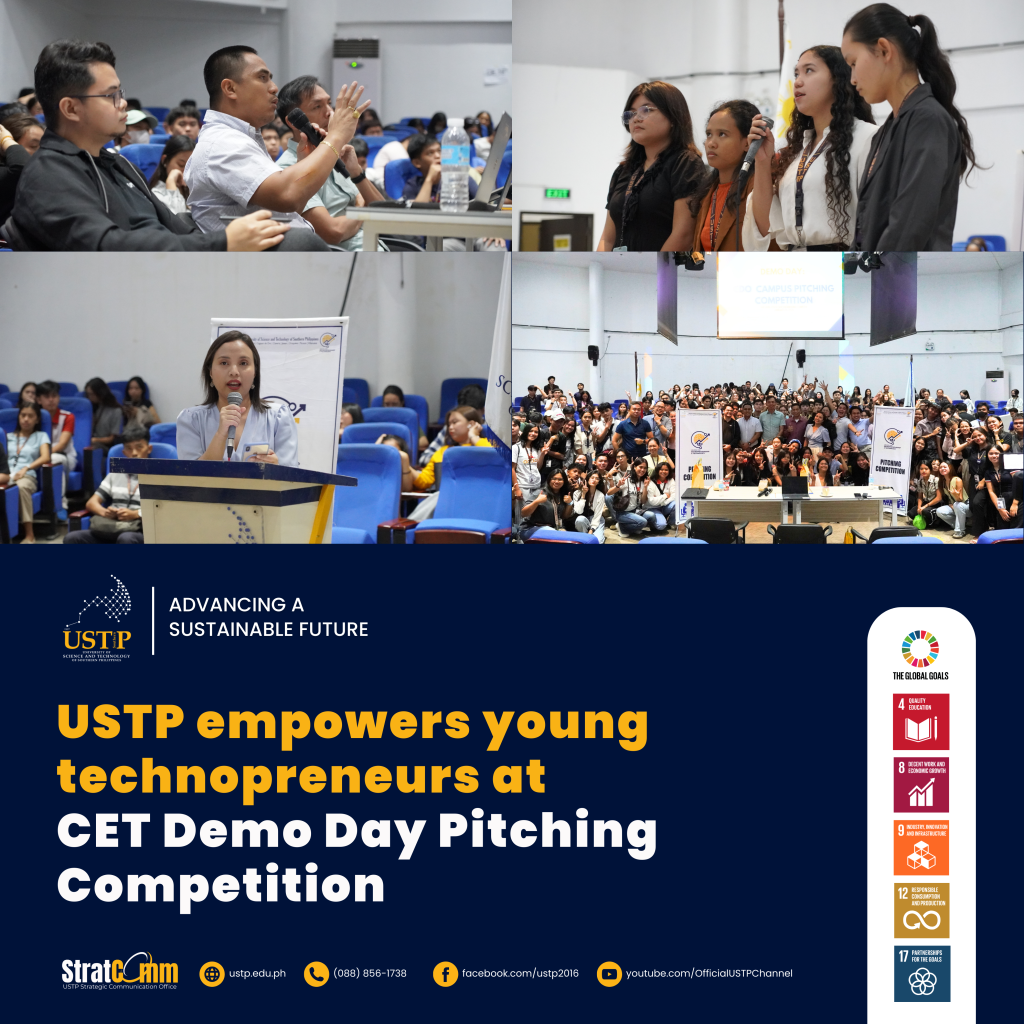 EXIT
CAMPUS PITCHING
COMPETITION
PITCHING
COMPETITION
PITCHING
COMPETITION
USTP
UNIVERSITY OF
SCIENCE AND TECHNOLOGY
OF SOUTHERN PHILIPPINES
ADVANCING A
SUSTAINABLE FUTURE
USTP empowers young
technopreneurs at
CET Demo Day Pitching
Competition
THE GLOBAL GOALS
4 QUALITY
EDUCATION
8 DECENT WORK AND
ECONOMIC GROWTH
9 INDUSTRY, INNOVATION
AND INFRASTRUCTURE
12 RESPONSIBLE
CONSUMPTION
AND PRODUCTION
17 PARTNERSHIPS
FOR THE GOALS
StratComm
USTP Strategic Communication Office
ustp.edu.ph
(088) 856-1738
facebook.com/ustp2016
youtube.com/OfficialUSTPChannel